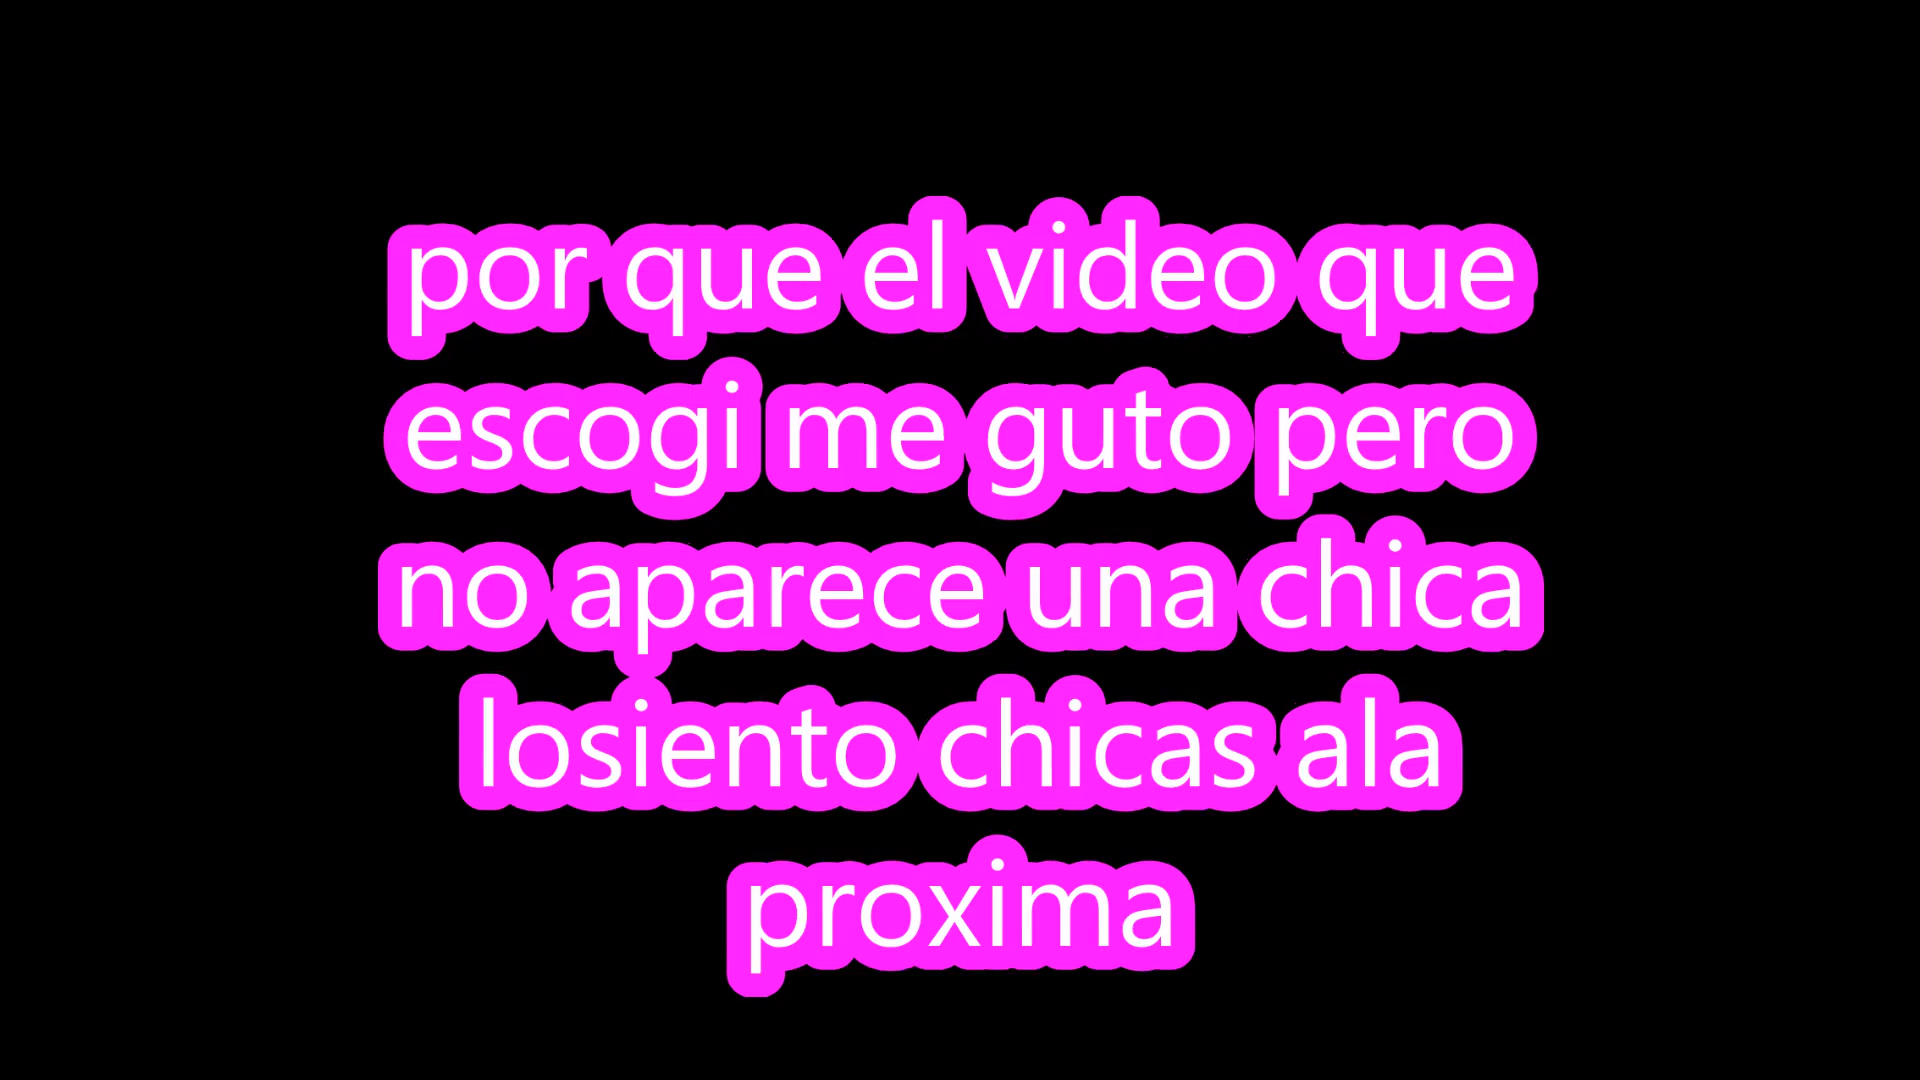 por que el video que
escogi me guto pero
no aparece una chica
losiento chicas ala
proxima